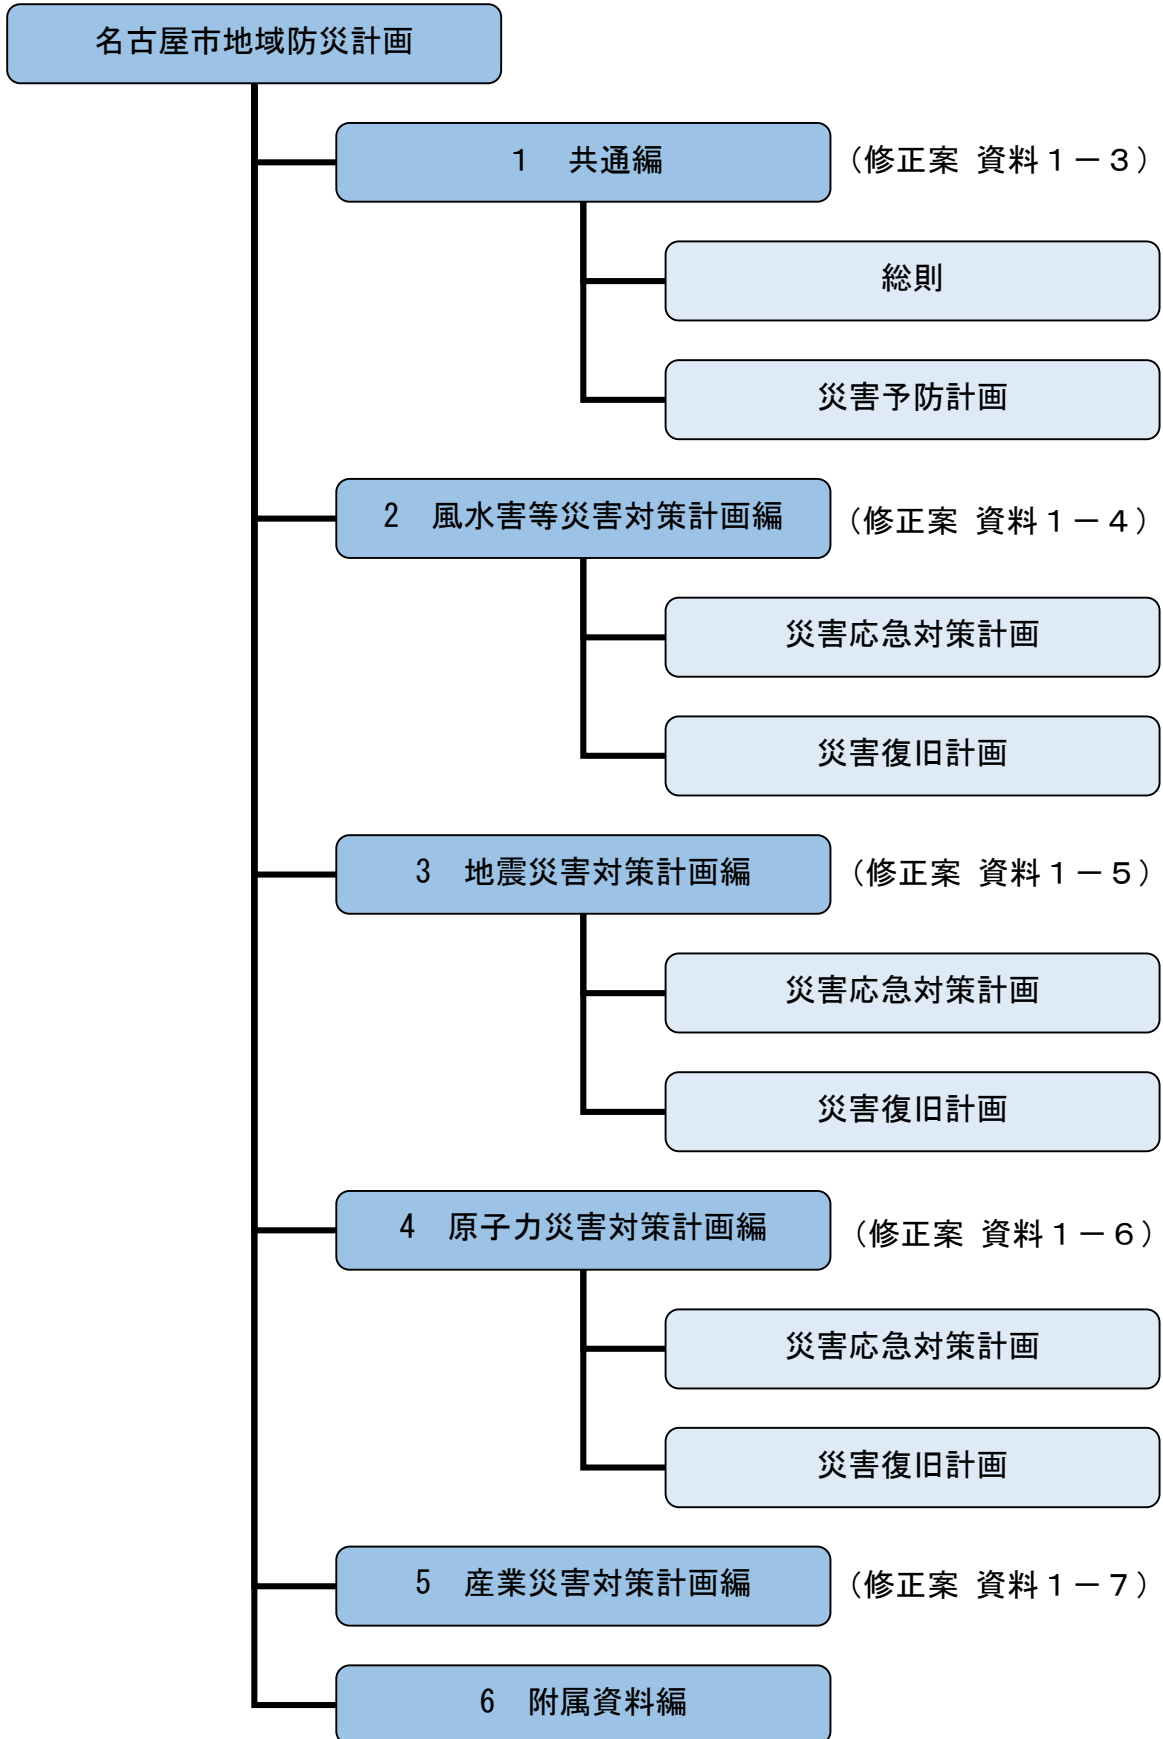 名古屋市地域防災計画
1　共通編
（修正案 資料１－３）
総則
災害予防計画
2　風水害等災害対策計画編
（修正案 資料１－４）
災害応急対策計画
災害復旧計画
3　地震災害対策計画編
（修正案 資料１－５）
災害応急対策計画
災害復旧計画
4　原子力災害対策計画編
（修正案 資料１－６）
災害応急対策計画
災害復旧計画
5　産業災害対策計画編
（修正案 資料１－７）
6　附属資料編